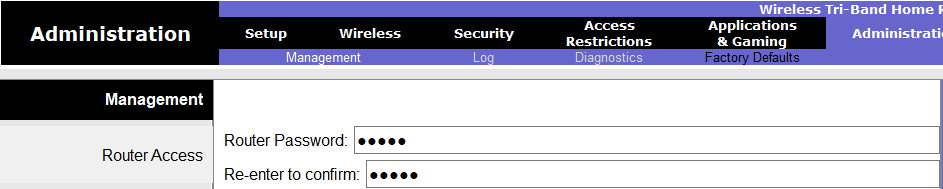 Wireless Tri-Band Home
Administration
Setup Wireless Security Access Restrictions Applications & Gaming
Management Log Diagnostics Factory Defaults
Management
Router Access
Router Password: ●●●●●
Re-enter to confirm: ●●●●●